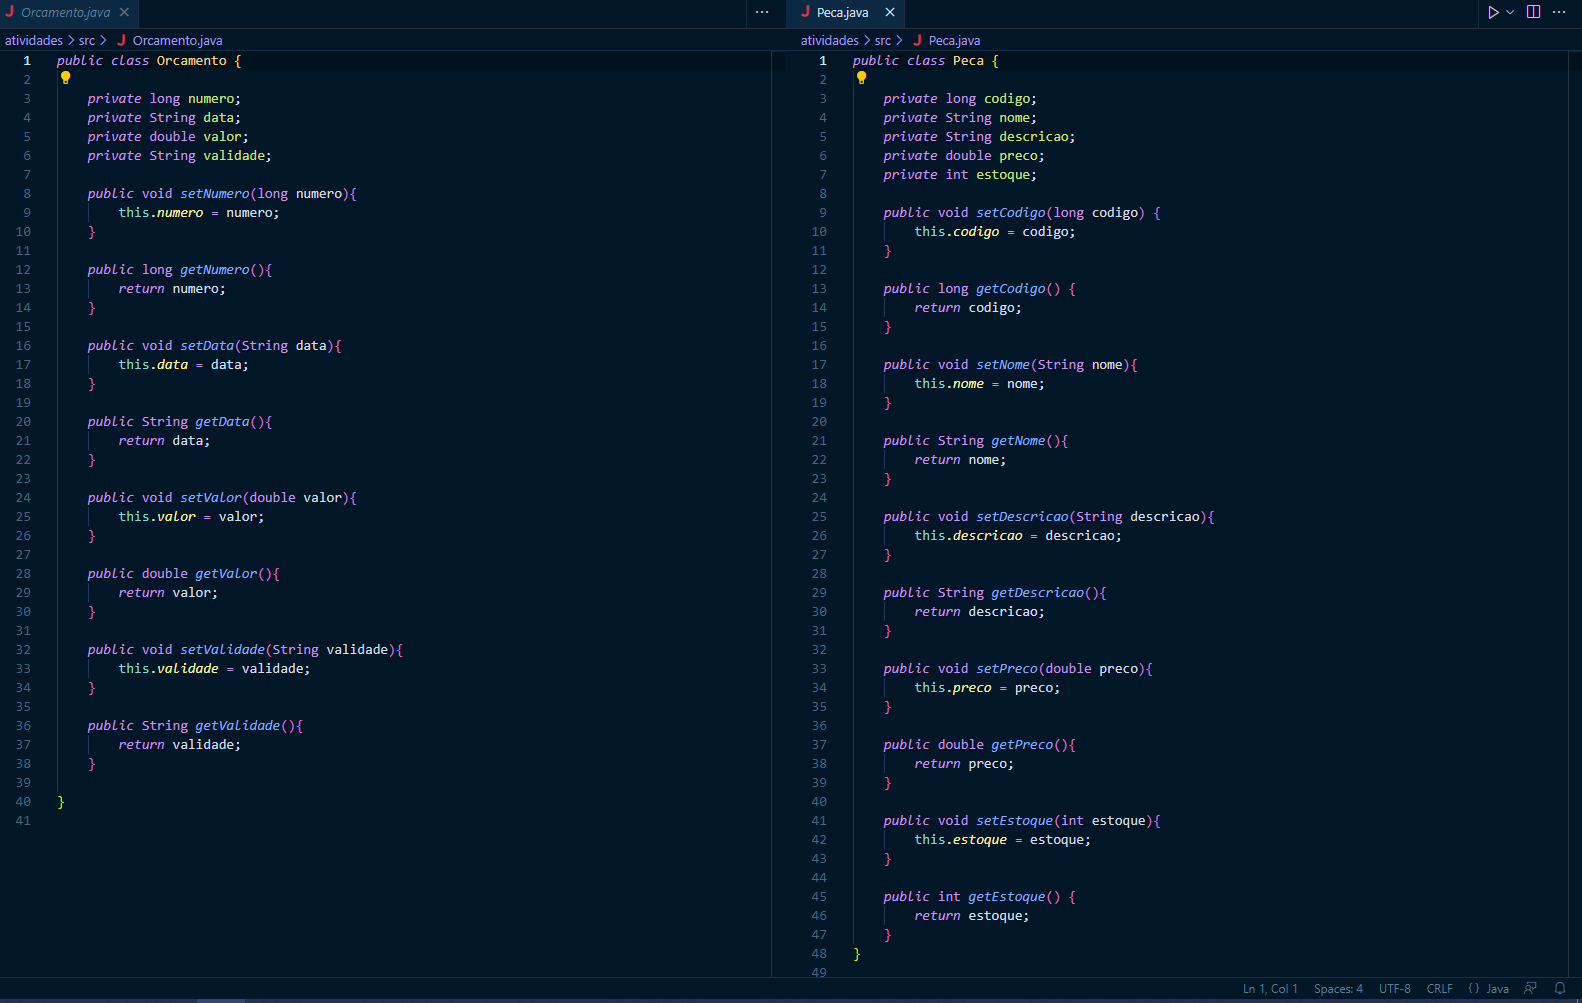 Orcamento.java
atividades > src > Orcamento.java
1 public class Orcamento {
2
3 private long numero;
4 private String data;
5 private double valor;
6 private String validade;
7
8 public void setNumero(long numero){
9 this.numero = numero;
10 }
11
12 public long getNumero(){
13 return numero;
14 }
15
16 public void setData(String data){
17 this.data = data;
18 }
19
20 public String getData(){
21 return data;
22 }
23
24 public void setValor(double valor){
25 this.valor = valor;
26 }
27
28 public double getValor(){
29 return valor;
30 }
31
32 public void setValidade(String validade){
33 this.validade = validade;
34 }
35
36 public String getValidade(){
37 return validade;
38 }
39
40 }
41
Peca.java
atividades > src > Peca.java
1 public class Peca {
2
3 private long codigo;
4 private String nome;
5 private String descricao;
6 private double preco;
7 private int estoque;
8
9 public void setCodigo(long codigo) {
10 this.codigo = codigo;
11 }
12
13 public long getCodigo() {
14 return codigo;
15 }
16
17 public void setNome(String nome){
18 this.nome = nome;
19 }
20
21 public String getNome(){
22 return nome;
23 }
24
25 public void setDescricao(String descricao){
26 this.descricao = descricao;
27 }
28
29 public String getDescricao(){
30 return descricao;
31 }
32
33 public void setPreco(double preco){
34 this.preco = preco;
35 }
36
37 public double getPreco(){
38 return preco;
39 }
40
41 public void setEstoque(int estoque){
42 this.estoque = estoque;
43 }
44
45 public int getEstoque() {
46 return estoque;
47 }
48 }
49
Ln 1, Col 1 Spaces: 4 UTF-8 CRLF {} Java